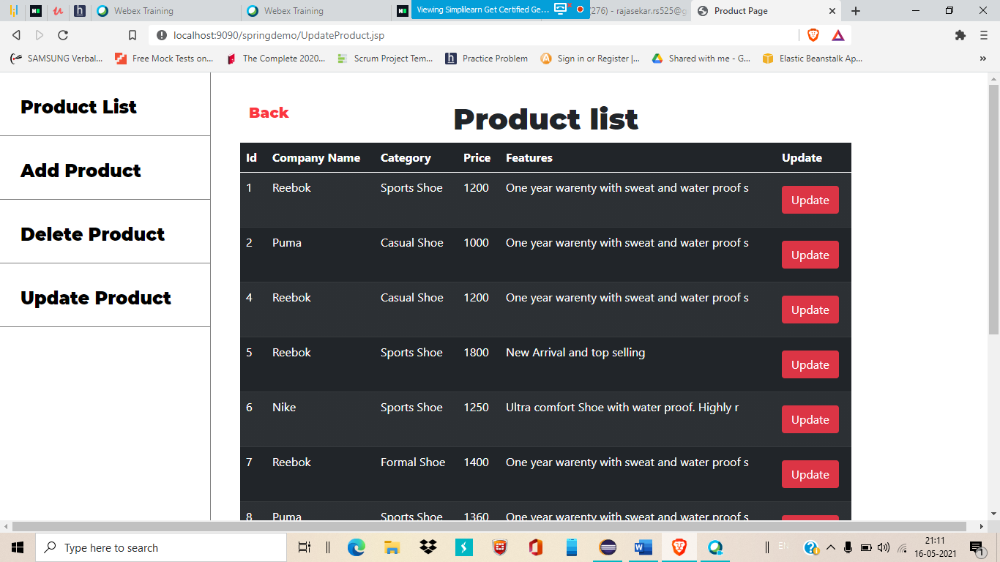 Webex Training
Webex Training
Viewing Simplilearn Get Certified Ge...
(276) - rajasekar.rs525@g
Product Page
localhost:9090/springdemo/UpdateProduct.jsp
SAMSUNG Verbal...
Free Mock Tests on...
The Complete 2020...
Scrum Project Tem...
Practice Problem
Sign in or Register |...
Shared with me - G...
Elastic Beanstalk Ap...
»
Product List
Add Product
Delete Product
Update Product
Back
Product list
Id Company Name Category Price Features Update
1 Reebok Sports Shoe 1200 One year warenty with sweat and water proof s Update
2 Puma Casual Shoe 1000 One year warenty with sweat and water proof s Update
4 Reebok Casual Shoe 1200 One year warenty with sweat and water proof s Update
5 Reebok Sports Shoe 1800 New Arrival and top selling Update
6 Nike Sports Shoe 1250 Ultra comfort Shoe with water proof. Highly r Update
7 Reebok Formal Shoe 1400 One year warenty with sweat and water proof s Update
8 Puma Sports Shoe 1360 One year warenty with sweat and water proof s
Type here to search
EN
21:11
16-05-2021
1